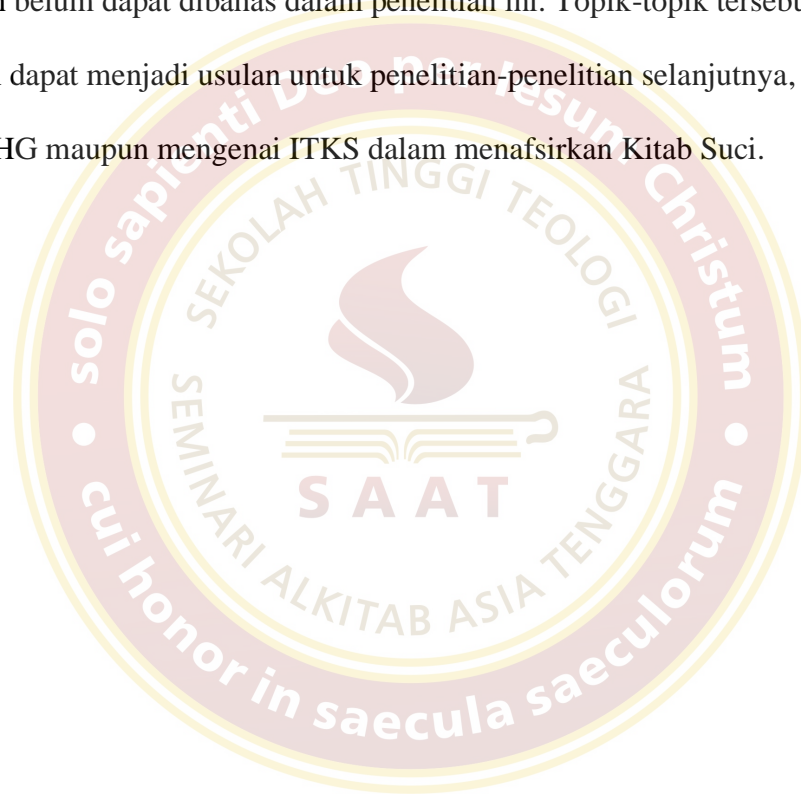 belum dapat dibahas dalam penelitian ini. Topik-topik
dapat menjadi usulan untuk penelitian-penelitian selanjutnya,
HG maupun mengenai ITKS dalam menafsirkan Kitab Suci.
solo sapienti Deo per Iesum Christum
SEKOLAH TINGGI TEOLOGI
SEMINARI ALKITAB ASIA TENGGARA
SAAT
cui honor in saecula saeculorum